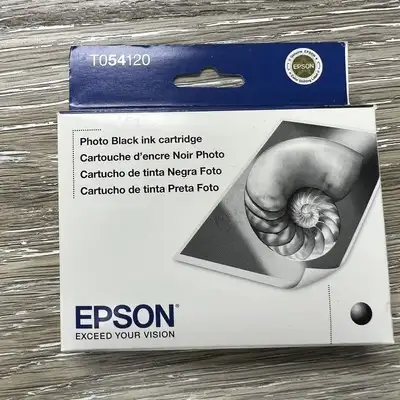 T054120
EPSON
Photo Black ink cartridge
Cartouche d'encre Noir Photo
Cartucho de tinta Negra Foto
Cartucho de tinta Preta Foto
EPSON®
EXCEED YOUR VISION